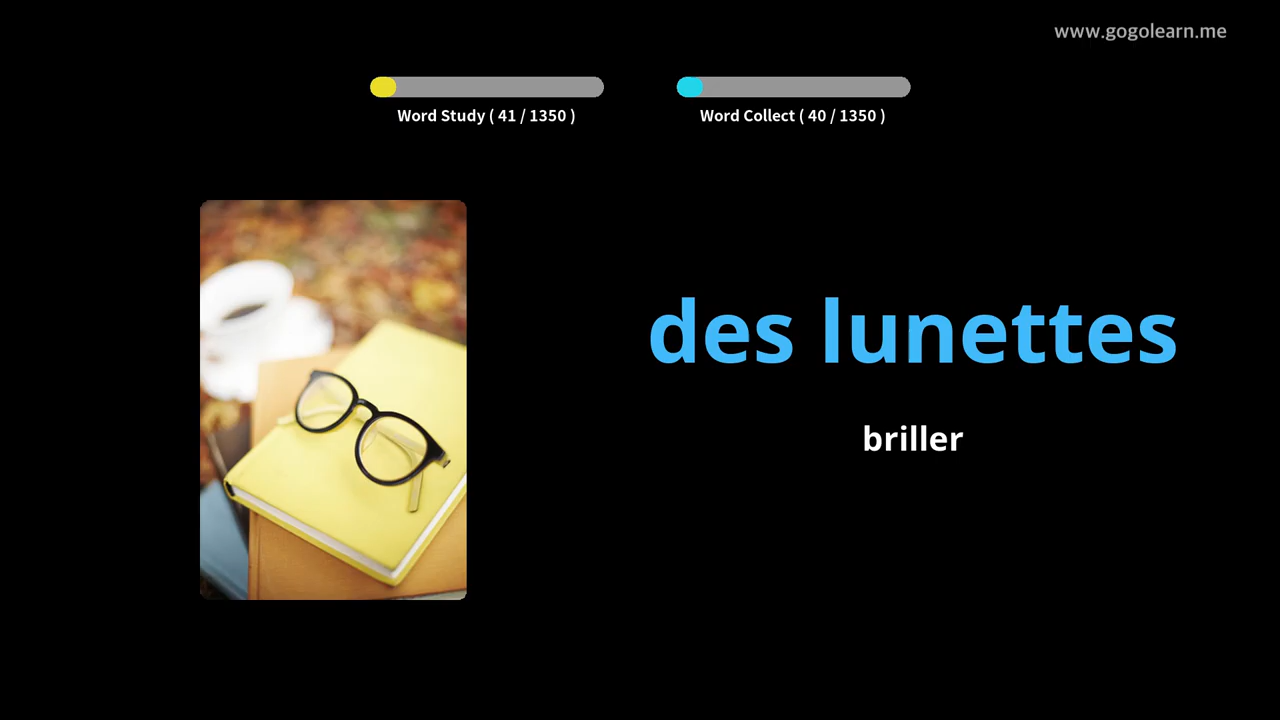 www.gogolearn.me
Word Study ( 41 / 1350 )
Word Collect ( 40 / 1350 )
des lunettes
briller